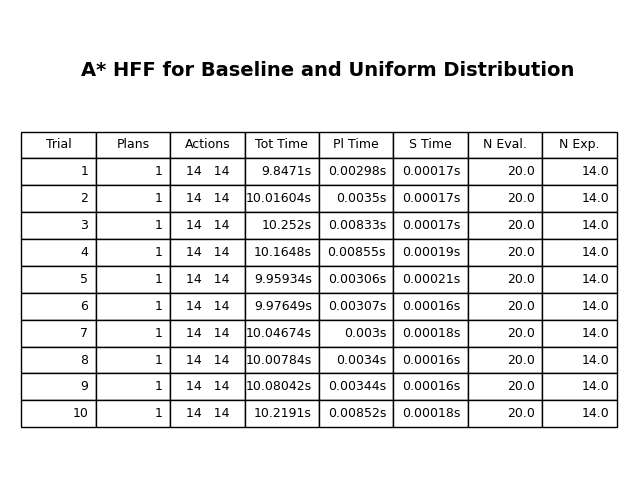 A* HFF for Baseline and Uniform Distribution
Trial Plans Actions Tot Time Pl Time S Time N Eval. N Exp.
1 1 14 14 9.8471s 0.00298s 0.00017s 20.0 14.0
2 1 14 14 10.01604s 0.0035s 0.00017s 20.0 14.0
3 1 14 14 10.252s 0.00833s 0.00017s 20.0 14.0
4 1 14 14 10.1648s 0.00855s 0.00019s 20.0 14.0
5 1 14 14 9.95934s 0.00306s 0.00021s 20.0 14.0
6 1 14 14 9.97649s 0.00307s 0.00016s 20.0 14.0
7 1 14 14 10.04674s 0.003s 0.00018s 20.0 14.0
8 1 14 14 10.00784s 0.0034s 0.00016s 20.0 14.0
9 1 14 14 10.08042s 0.00344s 0.00016s 20.0 14.0
10 1 14 14 10.2191s 0.00852s 0.00018s 20.0 14.0